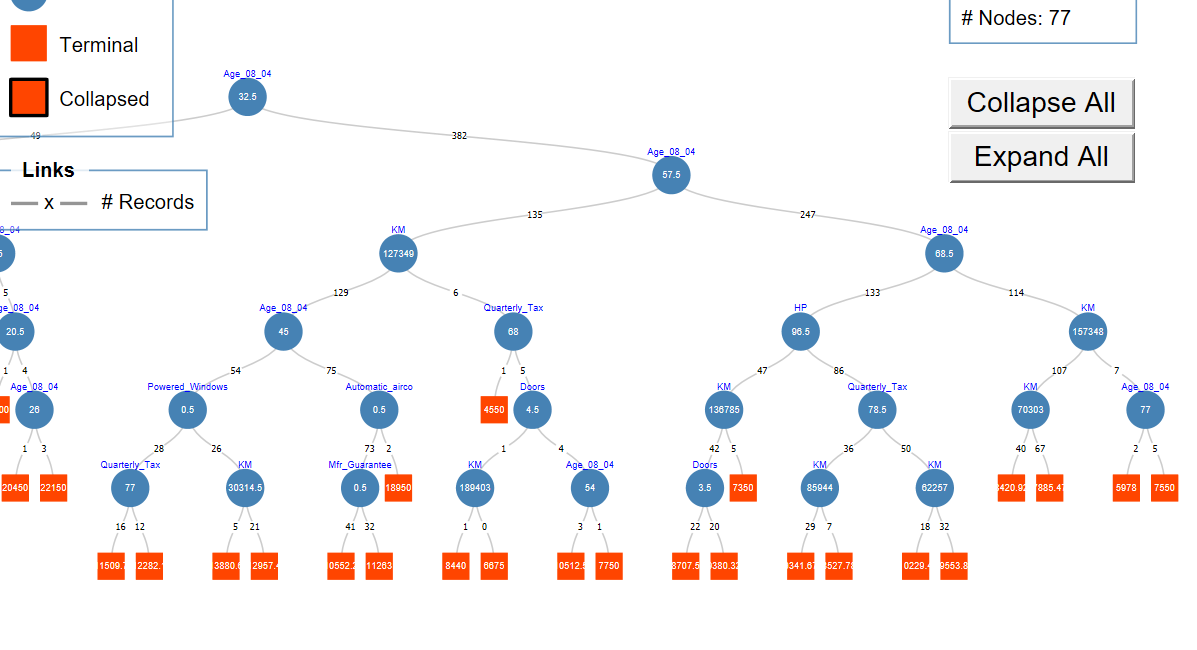 # Nodes: 77
Terminal
Collapsed
Collapse All
Expand All
Links
x # Records
Age_08_04
32.5
49 382
Age_08_04
57.5
135 247
KM Age_08_04
127349 68.5
5 129 6 133 114
Age_08_04 Quarterly_Tax HP KM
20.5 45 68 96.5 157348
1 4 54 75 1 5 47 86 107 7
Age_08_04 Powered_Windows Automatic_airco Doors KM Quarterly_Tax KM Age_08_04
26 0.5 0.5 4550 4.5 136785 78.5 70303 77
1 3 28 26 73 2 1 4 42 5 36 50 40 67 2 5
Quarterly_Tax KM Mfr_Guarantee KM Age_08_04 Doors KM KM
20450 22150 77 30314.5 0.5 18950 189403 54 3.5 7350 85944 62257 5978 7550
16 12 5 21 41 32 1 0 3 1 22 20 29 7 18 32
11263 8440 6675 7750